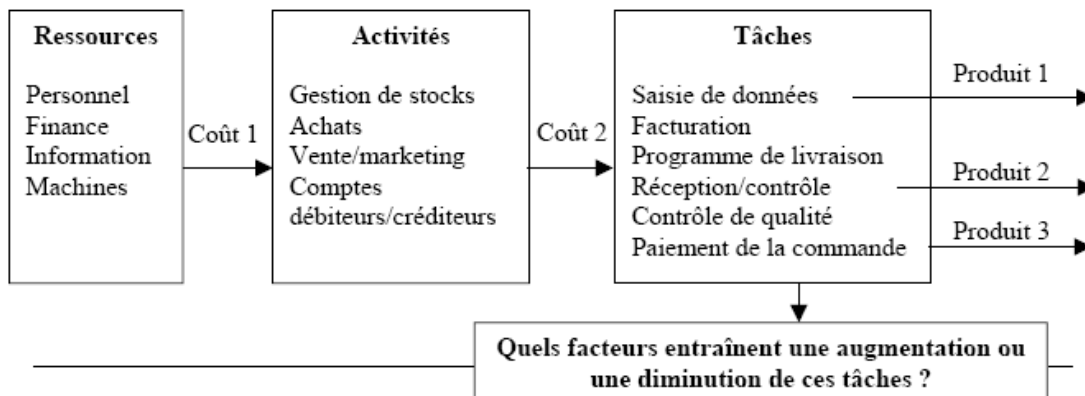 Ressources
Personnel
Finance
Information
Machines
Coût 1
Activités
Gestion de stocks
Achats
Vente/marketing
Comptes
débiteurs/créditeurs
Coût 2
Tâches
Saisie de données
Facturation
Programme de livraison
Réception/contrôle
Contrôle de qualité
Paiement de la commande
Produit 1
Produit 2
Produit 3
Quels facteurs entraînent une augmentation ou
une diminution de ces tâches ?